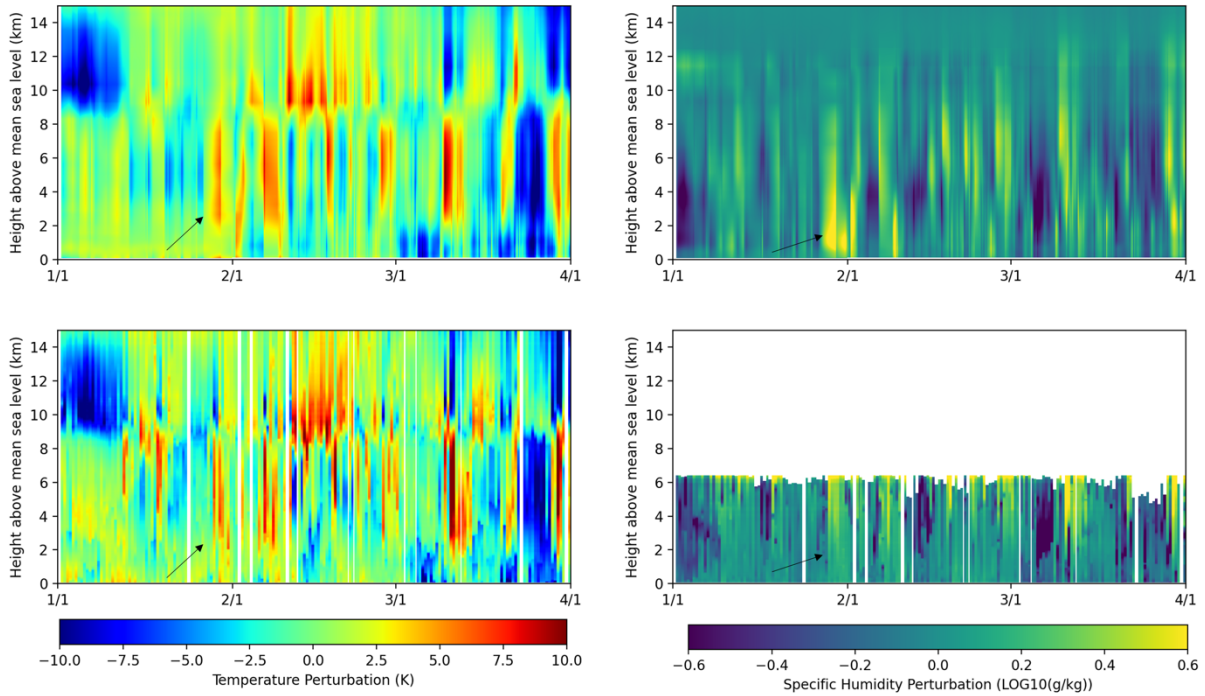 Height above mean sea level (km)
14
12
10
8
6
4
2
0
1/1 2/1 3/1 4/1
Height above mean sea level (km)
14
12
10
8
6
4
2
0
1/1 2/1 3/1 4/1
Height above mean sea level (km)
14
12
10
8
6
4
2
0
1/1 2/1 3/1 4/1
Height above mean sea level (km)
14
12
10
8
6
4
2
0
1/1 2/1 3/1 4/1
−10.0 −7.5 −5.0 −2.5 0.0 2.5 5.0 7.5 10.0
Temperature Perturbation (K)
−0.6 −0.4 −0.2 0.0 0.2 0.4 0.6
Specific Humidity Perturbation (LOG10(g/kg))